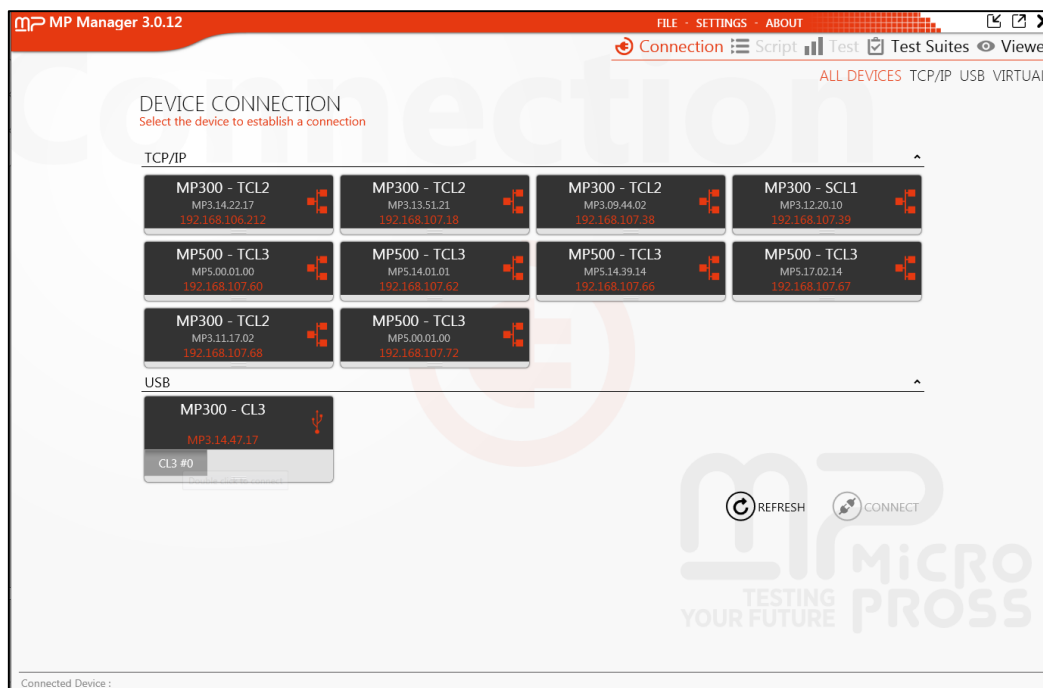 MP Manager 3.0.12
FILE - SETTINGS - ABOUT
Connection Script Test Test Suites Viewe
ALL DEVICES TCP/IP USB VIRTUAL
Connection
DEVICE CONNECTION
Select the device to establish a connection
TCP/IP
MP300 - TCL2 MP300 - TCL2 MP300 - TCL2 MP300 - SCL1
MP3.14.22.17 MP3.13.51.21 MP3.09.44.02 MP3.12.20.10
192.168.106.212 192.168.107.18 192.168.107.38 192.168.107.39
MP500 - TCL3 MP500 - TCL3 MP500 - TCL3 MP500 - TCL3
MP5.00.01.00 MP5.14.01.01 MP5.14.39.14 MP5.17.02.14
192.168.107.60 192.168.107.62 192.168.107.66 192.168.107.67
MP300 - TCL2 MP500 - TCL3
MP3.11.17.02 MP5.00.01.00
192.168.107.68 192.168.107.72
USB
MP300 - CL3
MP3.14.47.17
CL3 #0
REFRESH CONNECT
MP
MiCRO
PROSS
TESTING
YOUR FUTURE
Connected Device :